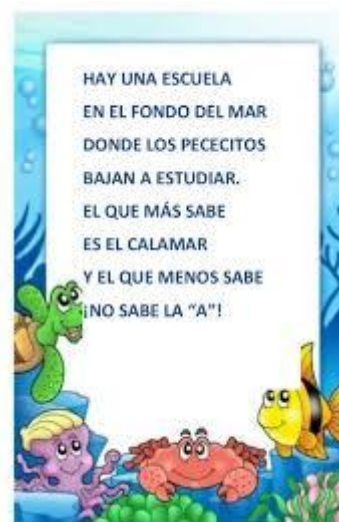 HAY UNA ESCUELA
EN EL FONDO DEL MAR
DONDE LOS PECECITOS
BAJAN A ESTUDIAR.
EL QUE MÁS SABE
ES EL CALAMAR
Y EL QUE MENOS SABE
¡NO SABE LA “A”!